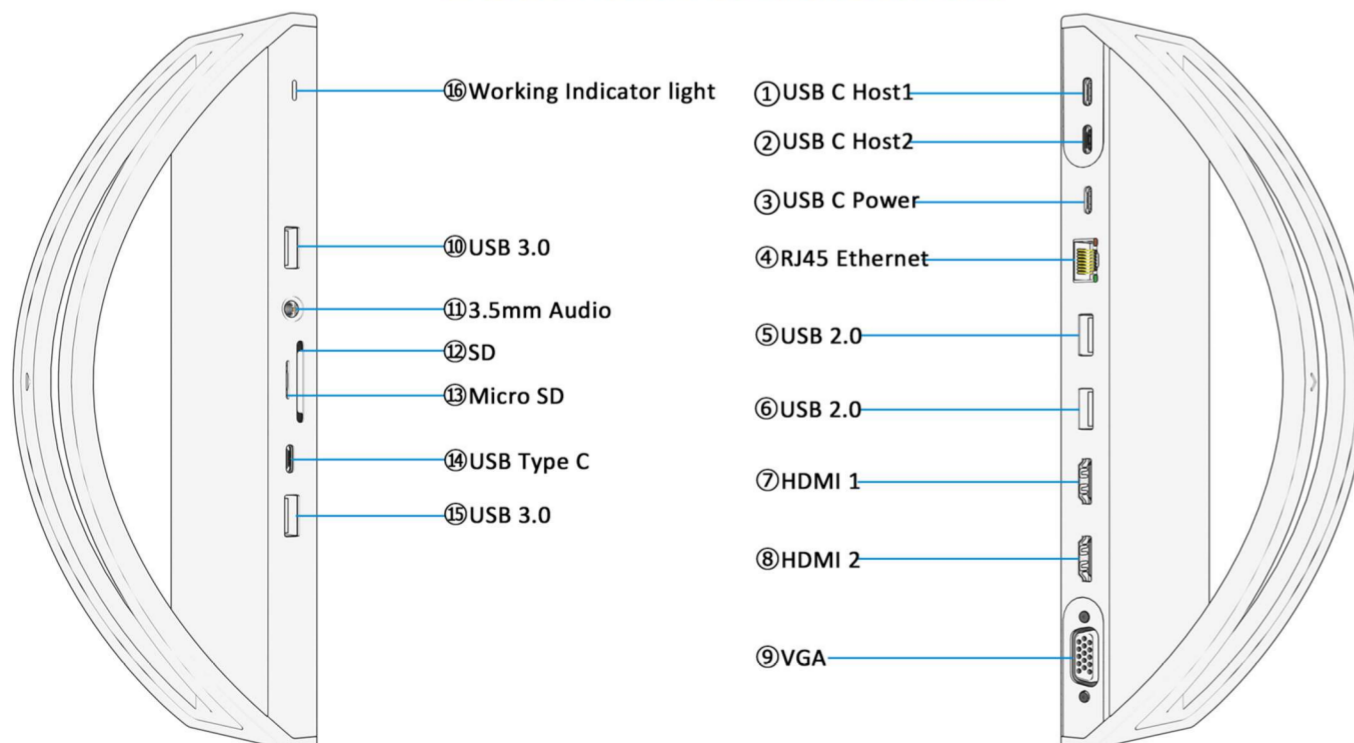 ⑯Working Indicator light
⑩USB 3.0
⑪3.5mm Audio
⑫SD
⑬Micro SD
⑭USB Type C
⑮USB 3.0
①USB C Host1
②USB C Host2
③USB C Power
④RJ45 Ethernet
⑤USB 2.0
⑥USB 2.0
⑦HDMI 1
⑧HDMI 2
⑨VGA